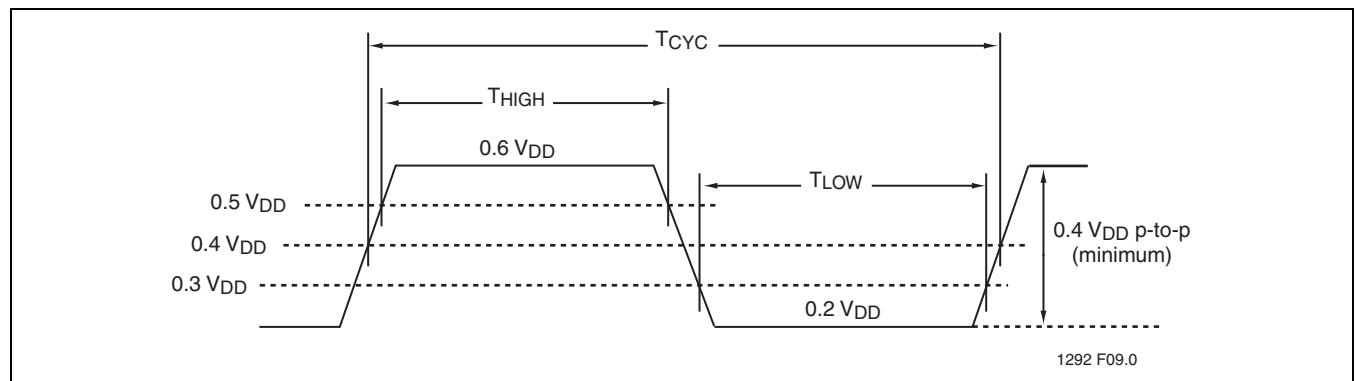 TCYC
THIGH
0.6 VDD
TLOW
0.5 VDD
0.4 VDD
0.4 VDD p-to-p
(minimum)
0.3 VDD
0.2 VDD
1292 F09.0